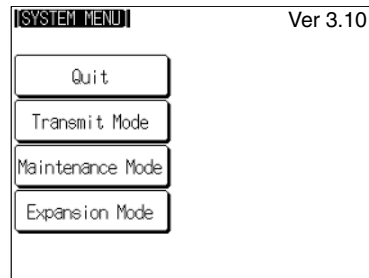 [SYSTEM MENU]
Ver 3.10
Quit
Transmit Mode
Maintenance Mode
Expansion Mode